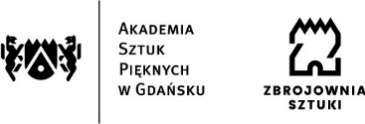 AKADEMIA
SZTUK
PIĘKNYCH
W GDAŃSKU
ZBROJOWNIA
SZTUKI